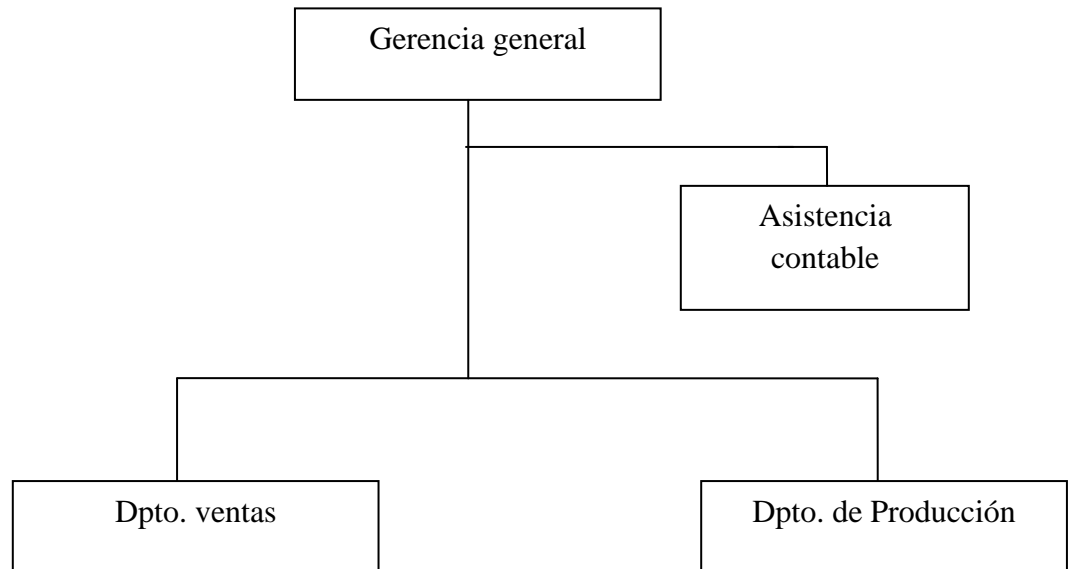 Gerencia general
Asistencia
contable
Dpto. ventas
Dpto. de Producción